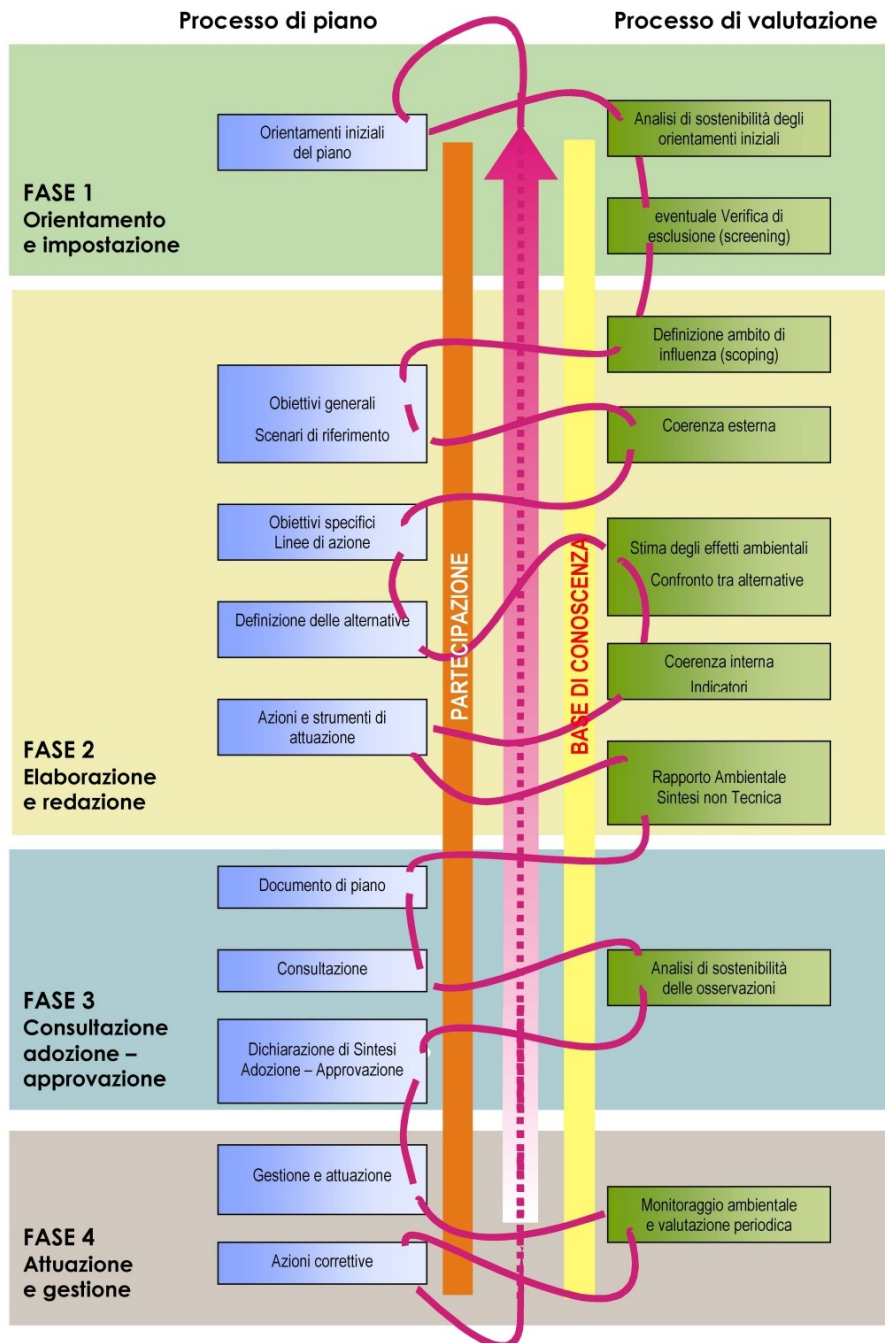 Processo di piano
Processo di valutazione
Orientamenti iniziali
del piano
Analisi di sostenibilità degli
orientamenti iniziali
FASE 1
Orientamento
e impostazione
eventuale Verifica di
esclusione (screening)
Definizione ambito di
influenza (scoping)
Obiettivi generali
Scenari di riferimento
Coerenza esterna
Obiettivi specifici
Linee di azione
Stima degli effetti ambientali
Confronto tra alternative
PARTECIPAZIONE
BASE DI CONOSCENZA
Definizione delle alternative
Coerenza interna
Indicatori
Azioni e strumenti di
attuazione
FASE 2
Elaborazione
e redazione
Rapporto Ambientale
Sintesi non Tecnica
Documento di piano
Consultazione
Analisi di sostenibilità
delle osservazioni
FASE 3
Consultazione
adozione –
approvazione
Dichiarazione di Sintesi
Adozione – Approvazione
Gestione e attuazione
Monitoraggio ambientale
e valutazione periodica
FASE 4
Attuazione
e gestione
Azioni correttive